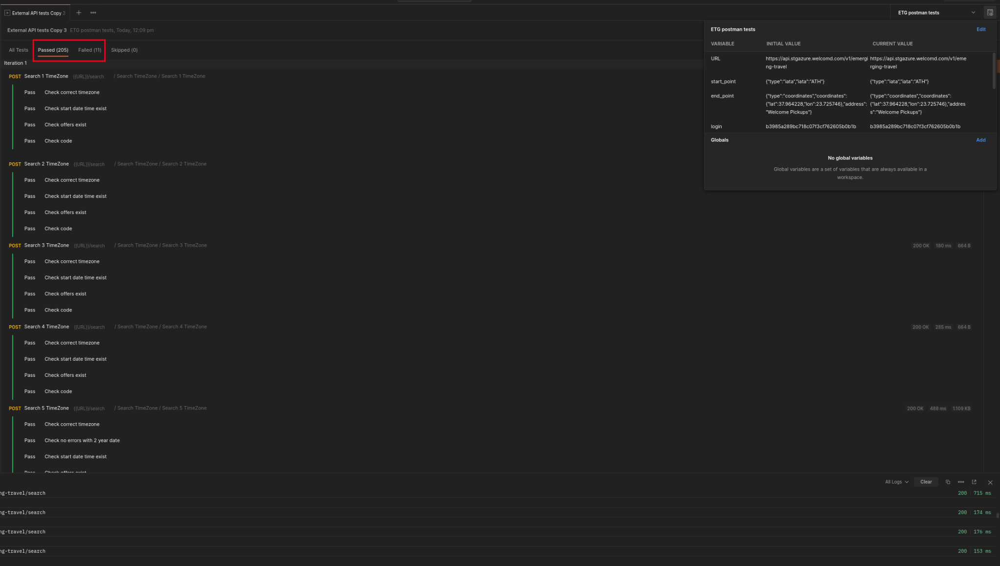 External API tests Copy 3
ETG postman tests
External API tests Copy 3 ETG postman tests, Today, 12:09 pm
All Tests Passed (205) Failed (11) Skipped (0)
Iteration 1
POST Search 1 TimeZone {{URL}}/search / Search TimeZone / Search 1 TimeZone
Pass Check correct timezone
Pass Check start date time exist
Pass Check offers exist
Pass Check code
POST Search 2 TimeZone {{URL}}/search / Search TimeZone / Search 2 TimeZone
Pass Check correct timezone
Pass Check start date time exist
Pass Check offers exist
Pass Check code
POST Search 3 TimeZone {{URL}}/search / Search TimeZone / Search 3 TimeZone 200 OK 180 ms 664 B
Pass Check correct timezone
Pass Check start date time exist
Pass Check offers exist
Pass Check code
POST Search 4 TimeZone {{URL}}/search / Search TimeZone / Search 4 TimeZone 200 OK 285 ms 664 B
Pass Check correct timezone
Pass Check start date time exist
Pass Check offers exist
Pass Check code
POST Search 5 TimeZone {{URL}}/search / Search TimeZone / Search 5 TimeZone 200 OK 488 ms 1.109 KB
Pass Check correct timezone
Pass Check no errors with 2 year date
Pass Check start date time exist
Pass Check offers exist
ETG postman tests Edit
VARIABLE INITIAL VALUE CURRENT VALUE
URL https://api.stgazure.welcomd.com/v1/emergi https://api.stgazure.welcomd.com/v1/eme
ng-travel rging-travel
start_point {"type":"iata","iata":"ATH"} {"type":"iata","iata":"ATH"}
end_point {"type":"coordinates","coordinates": {"type":"coordinates","coordinates":
{"lat":37.964228,"lon":23.725746},"address": {"lat":37.964228,"lon":23.725746},"addres
"Welcome Pickups"} s":"Welcome Pickups"}
login b3985a289bc718c07f3cf762605b0b1b b3985a289bc718c07f3cf762605b0b1b
Globals Add
No global variables
Global variables are a set of variables that are always available in a
workspace.
All Logs Clear
ng-travel/search 200 715 ms
ng-travel/search 200 174 ms
ng-travel/search 200 176 ms
ng-travel/search 200 153 ms